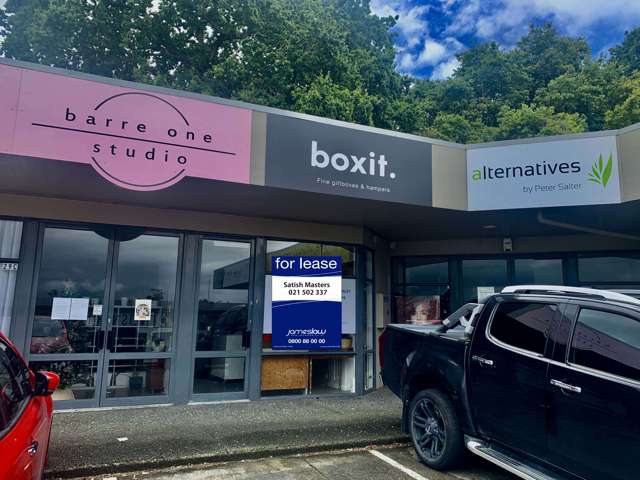 barre one
studio
boxit.
Fine giftboxes & hampers
alternatives
by Peter Salter
for lease
Satish Masters
021 502 337
jameslaw
0800 88 00 00